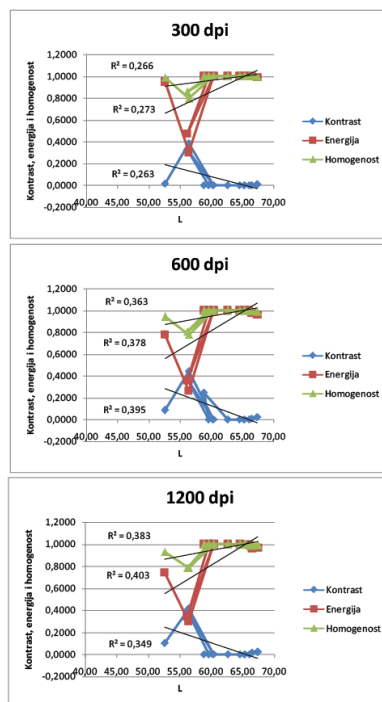 300 dpi
Kontrast, energija i homogenost
1,2000
1,0000
0,8000
0,6000
0,4000
0,2000
0,0000
-0,2000
R² = 0,266
R² = 0,273
R² = 0,263
40,00 45,00 50,00 55,00 60,00 65,00 70,00
L
Kontrast
Energija
Homogenost
600 dpi
Kontrast, energija i homogenost
1,2000
1,0000
0,8000
0,6000
0,4000
0,2000
0,0000
-0,2000
R² = 0,363
R² = 0,378
R² = 0,395
40,00 45,00 50,00 55,00 60,00 65,00 70,00
L
Kontrast
Energija
Homogenost
1200 dpi
Kontrast, energija i homogenost
1,2000
1,0000
0,8000
0,6000
0,4000
0,2000
0,0000
-0,2000
R² = 0,383
R² = 0,403
R² = 0,349
40,00 45,00 50,00 55,00 60,00 65,00 70,00
L
Kontrast
Energija
Homogenost